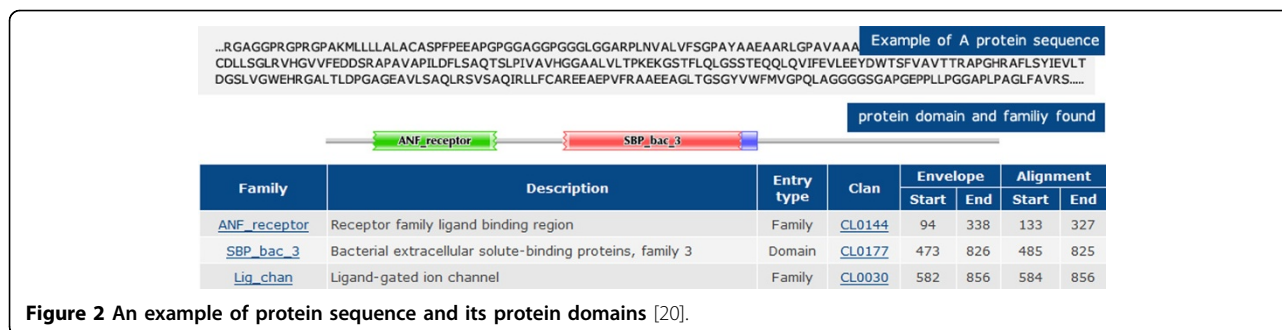 ...RGAGGPRGPRGPAKMLLLLALACASPFPEEAPGPGGAGGPGGGLGGARPLNVALVFSGPAYAAEAARLGPAVAAA
Example of A protein sequence
CDLLSGLRVHGVVFEDDSRAPAVAPILDFLSAQTSLPIVAVHGGAALVLTPKEKGSTFLQLGSSTEQQLQVIFEVLEEYDWTSFVAVTTRAPGHRAFLSYIEVLT
DGSLVGWEHRGALTLDPGAGEAVLSAQLRSVSAQIRLLFCAREEAEPVFRAAEEAGLTGSGYVWFMVGPQLAGGGGSGAPGEPPLLPGGAPLPAGLFAVRS.....
protein domain and familiy found
ANF_receptor SBP_bac_3
Family Description Entry type Clan Envelope Alignment
Start End Start End
ANF_receptor Receptor family ligand binding region Family CL0144 94 338 133 327
SBP_bac_3 Bacterial extracellular solute-binding proteins, family 3 Domain CL0177 473 826 485 825
Lig_chan Ligand-gated ion channel Family CL0030 582 856 584 856
Figure 2 An example of protein sequence and its protein domains [20].